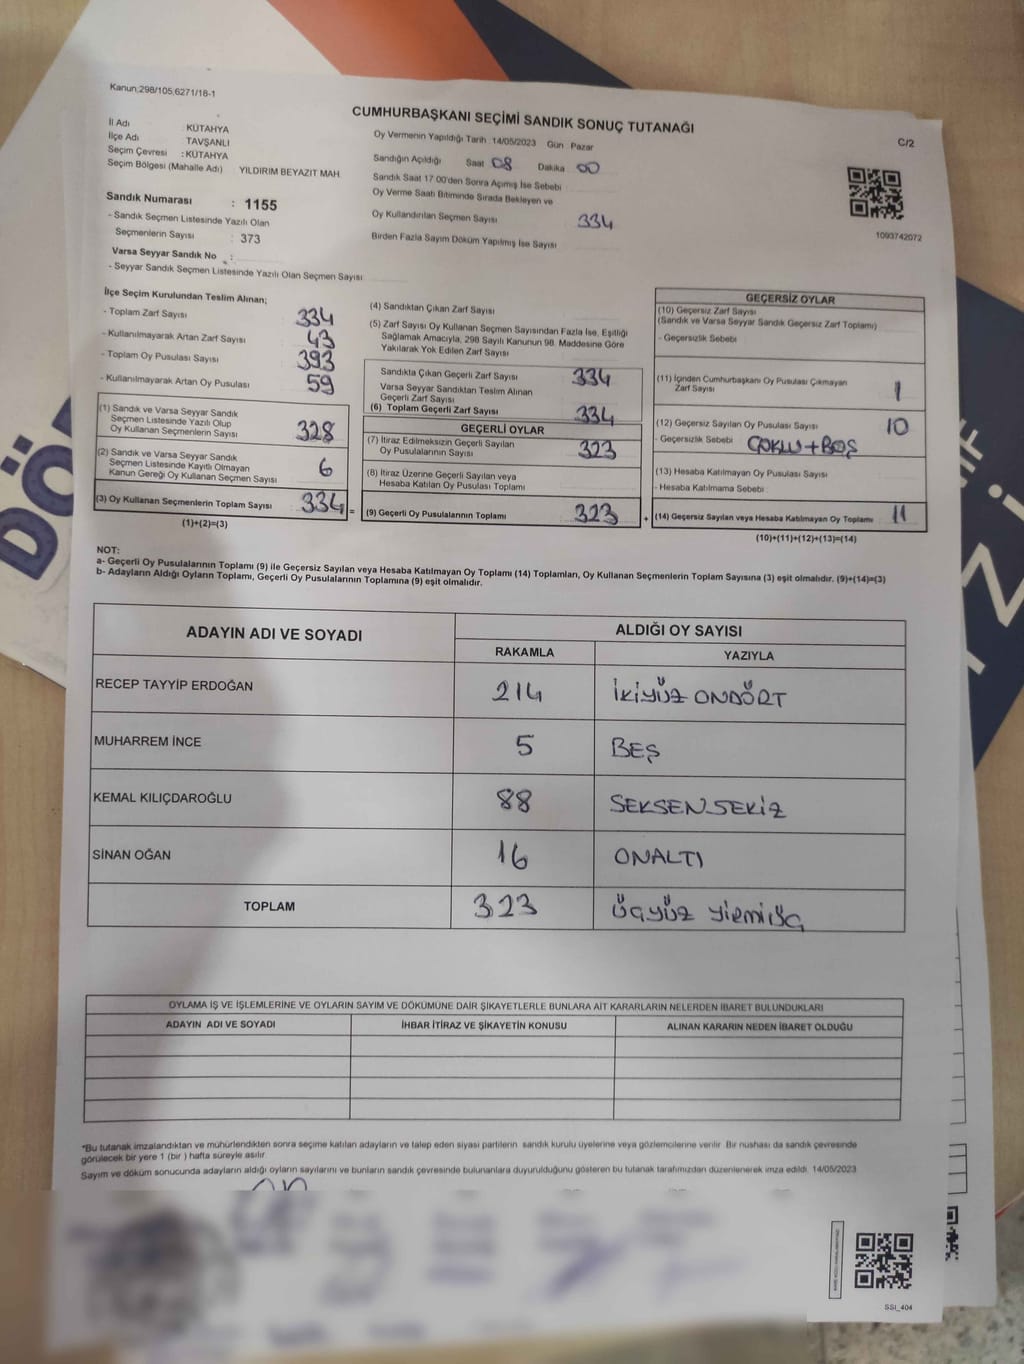 Kanun;298/105,6271/18-1
CUMHURBAŞKANI SEÇİMİ SANDIK SONUÇ TUTANAĞI
C/2
İl Adı : KÜTAHYA
İlçe Adı TAVŞANLI
Seçim Çevresi : KÜTAHYA
Seçim Bölgesi (Mahalle Adı) YILDIRIM BEYAZIT MAH.
Sandık Numarası : 1155
- Sandık Seçmen Listesinde Yazılı Olan
Seçmenlerin Sayısı : 373
Varsa Seyyar Sandık No :
- Seyyar Sandık Seçmen Listesinde Yazılı Olan Seçmen Sayısı
Oy Vermenin Yapıldığı Tarih 14/05/2023 Gün Pazar
Sandığın Açıldığı Saat 08 Dakika 00
Sandık Saat 17.00'den Sonra Açımış İse Sebebi
Oy Verme Saati Bitiminde Sırada Bekleyen ve
Oy Kullandırılan Seçmen Sayısı 334
Birden Fazla Sayım Döküm Yapılmış İse Sayısı
1093742072
İlçe Seçim Kurulundan Teslim Alınan;
- Toplam Zarf Sayısı 334
- Kullanılmayarak Artan Zarf Sayısı 43
- Toplam Oy Pusulası Sayısı 393
- Kullanılmayarak Artan Oy Pusulası 59
(1) Sandık ve Varsa Seyyar Sandık
Seçmen Listesinde Yazılı Olup
Oy Kullanan Seçmenlerin Sayısı 328
(2) Sandık ve Varsa Seyyar Sandık
Seçmen Listesinde Kayıtlı Olmayan
Kanun Gereği Oy Kullanan Seçmen Sayısı 6
(3) Oy Kullanan Seçmenlerin Toplam Sayısı 334 =
(1)+(2)=(3)
(4) Sandıktan Çıkan Zarf Sayısı
(5) Zarf Sayısı Oy Kullanan Seçmen Sayısından Fazla İse, Eşitliği
Sağlamak Amacıyla, 298 Sayılı Kanunun 98. Maddesine Göre
Yakılarak Yok Edilen Zarf Sayısı
Sandıkta Çıkan Geçerli Zarf Sayısı 334
Varsa Seyyar Sandıktan Teslim Alınan
Geçerli Zarf Sayısı
(6) Toplam Geçerli Zarf Sayısı 334
GEÇERLİ OYLAR
(7) İtiraz Edilmeksizin Geçerli Sayılan
Oy Pusulalarının Sayısı 323
(8) İtiraz Üzerine Geçerli Sayılan veya
Hesaba Katılan Oy Pusulası Toplamı
(9) Geçerli Oy Pusulalarının Toplamı 323 +
GEÇERSİZ OYLAR
(10) Geçersiz Zarf Sayısı
(Sandık ve Varsa Seyyar Sandık Geçersiz Zarf Toplamı)
- Geçersizlik Sebebi
(11) İçinden Cumhurbaşkanı Oy Pusulası Çıkmayan
Zarf Sayısı 1
(12) Geçersiz Sayılan Oy Pusulası Sayısı 10
- Geçersizlik Sebebi ÇOKLU+BOŞ
(13) Hesaba Katılmayan Oy Pusulası Sayısı
- Hesaba Katılmama Sebebi
(14) Geçersiz Sayılan veya Hesaba Katılmayan Oy Toplamı 11
(10)+(11)+(12)+(13)=(14)
NOT:
a- Geçerli Oy Pusulalarının Toplamı (9) ile Geçersiz Sayılan veya Hesaba Katılmayan Oy Toplamı (14) Toplamları, Oy Kullanan Seçmenlerin Toplam Sayısına (3) eşit olmalıdır. (9)+(14)=(3)
b- Adayların Aldığı Oyların Toplamı, Geçerli Oy Pusulalarının Toplamına (9) eşit olmalıdır.
ADAYIN ADI VE SOYADI ALDIĞI OY SAYISI
RAKAMLA YAZIYLA
RECEP TAYYİP ERDOĞAN 214 İKİYÜZ ONDÖRT
MUHARREM İNCE 5 BEŞ
KEMAL KILIÇDAROĞLU 88 SEKSENSEKİZ
SİNAN OĞAN 16 ONALTI
TOPLAM 323 ÜÇYÜZ YİRMİÜÇ
OYLAMA İŞ VE İŞLEMLERİNE VE OYLARIN SAYIM VE DÖKÜMÜNE DAİR ŞİKAYETLERLE BUNLARA AİT KARARLARIN NELERDEN İBARET BULUNDUKLARI
ADAYIN ADI VE SOYADI İHBAR İTİRAZ VE ŞİKAYETİN KONUSU ALINAN KARARIN NEDEN İBARET OLDUĞU
*Bu tutanak imzalandıktan ve mühürlendikten sonra seçime katılan adayların ve talep eden siyasi partilerin sandık kurulu üyelerine veya gözlemcilerine verilir. Bir nüshası da sandık çevresinde
görülecek bir yere 1 (bir ) hafta süreyle asılır.
Sayım ve döküm sonucunda adayların aldığı oyların sayılarını ve bunların sandık çevresinde bulunanlara duyurulduğunu gösteren bu tutanak tarafımızdan düzenlenerek imza edildi. 14/05/2023
SSI_404